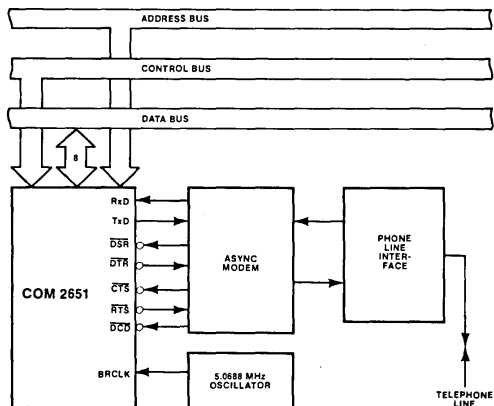 ADDRESS BUS
CONTROL BUS
DATA BUS
8
COM 2651
RxD
TxD
DSR
DTR
CTS
RTS
DCD
BRCLK
ASYNC
MODEM
PHONE
LINE
INTER-
FACE
5.0688 MHz
OSCILLATOR
TELEPHONE
LINE